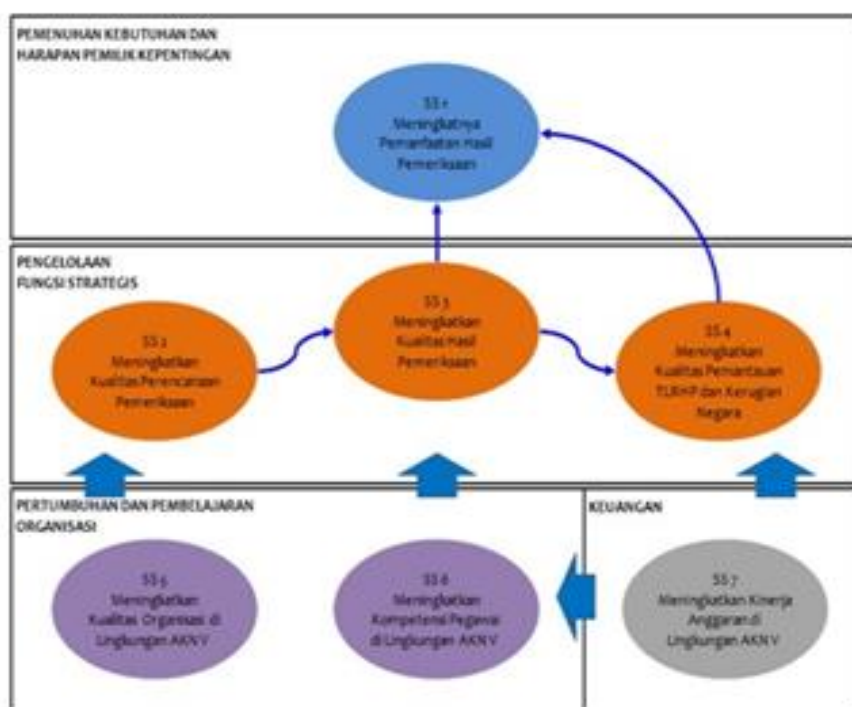 PEMENUHAN KEBUTUHAN DAN
HARAPAN PEMILIK KEPENTINGAN
SS 1
Meningkatnya
Pemanfaatan Hasil
Pemeriksaan
PENGELOLAAN
FUNGSI STRATEGIS
SS 2
Meningkatkan
Kualitas Perencanaan
Pemeriksaan
SS 3
Meningkatkan
Kualitas Hasil
Pemeriksaan
SS 4
Meningkatkan
Kualitas Pemantauan
TLRHP dan Kerugian
Negara
PERTUMBUHAN DAN PEMBELAJARAN
ORGANISASI
SS 5
Meningkatkan
Kualitas Organisasi di
Lingkungan AKN V
SS 6
Meningkatkan
Kompetensi Pegawai
di Lingkungan AKN V
KEUANGAN
SS 7
Meningkatkan Kinerja
Anggaran di
Lingkungan AKN V